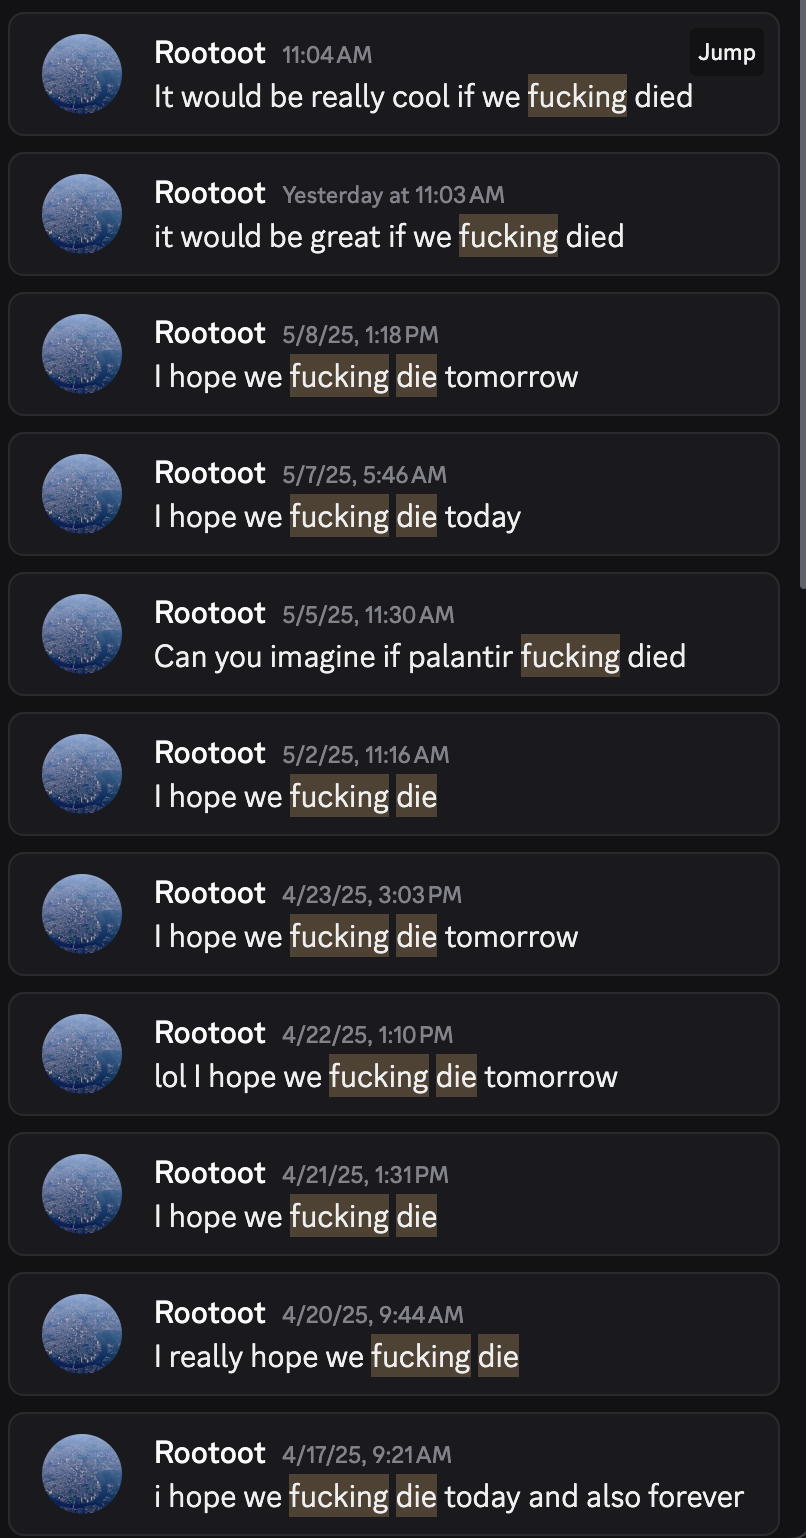 Rootoot 11:04 AM
Jump
It would be really cool if we fucking died
Rootoot Yesterday at 11:03 AM
it would be great if we fucking died
Rootoot 5/8/25, 1:18 PM
I hope we fucking die tomorrow
Rootoot 5/7/25, 5:46 AM
I hope we fucking die today
Rootoot 5/5/25, 11:30 AM
Can you imagine if palantir fucking died
Rootoot 5/2/25, 11:16 AM
I hope we fucking die
Rootoot 4/23/25, 3:03 PM
I hope we fucking die tomorrow
Rootoot 4/22/25, 1:10 PM
lol I hope we fucking die tomorrow
Rootoot 4/21/25, 1:31 PM
I hope we fucking die
Rootoot 4/20/25, 9:44 AM
I really hope we fucking die
Rootoot 4/17/25, 9:21 AM
i hope we fucking die today and also forever